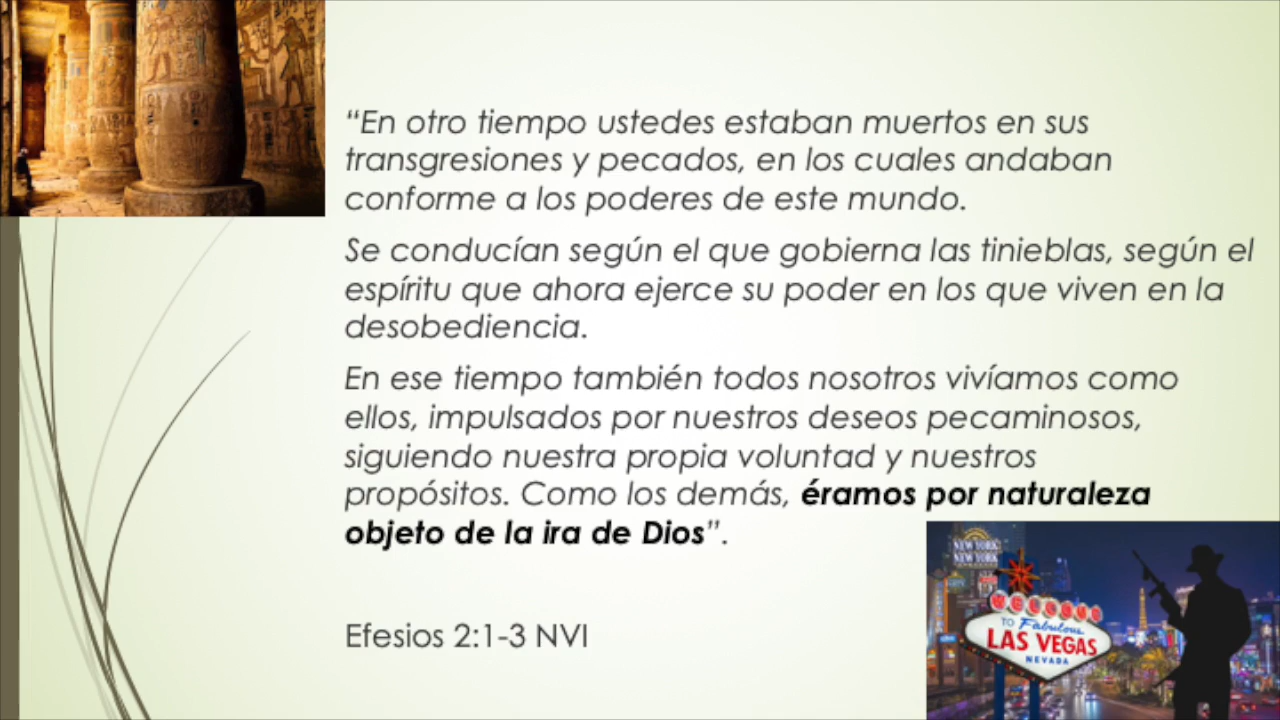 “En otro tiempo ustedes estaban muertos en sus
transgresiones y pecados, en los cuales andaban
conforme a los poderes de este mundo.
Se conducían según el que gobierna las tinieblas, según el
espíritu que ahora ejerce su poder en los que viven en la
desobediencia.
En ese tiempo también todos nosotros vivíamos como
ellos, impulsados por nuestros deseos pecaminosos,
siguiendo nuestra propia voluntad y nuestros
propósitos. Como los demás, éramos por naturaleza
objeto de la ira de Dios”.
Efesios 2:1-3 NVI
NEW YORK
NEW YORK
WELCOME
TO Fabulous
LAS VEGAS
NEVADA